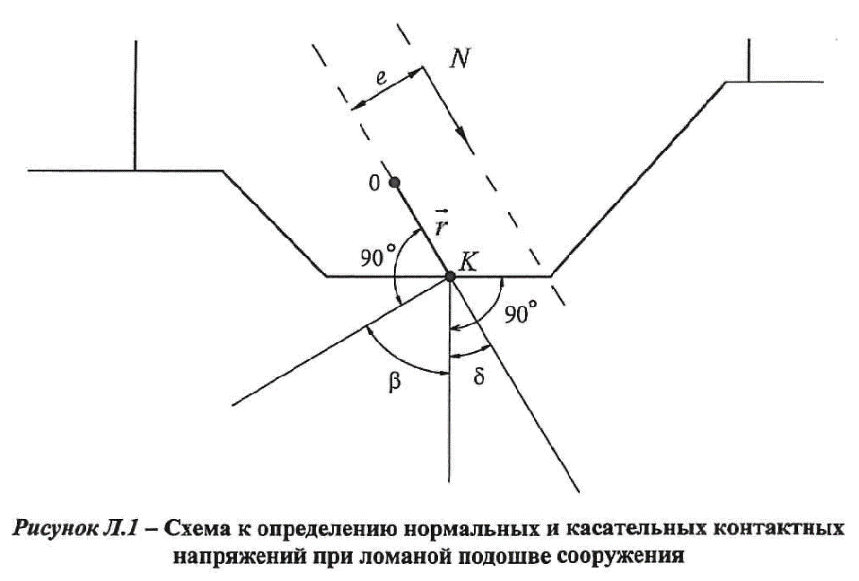 N
e
0
r
K
90°
90°
β
δ
Рисунок Л.1 – Схема к определению нормальных и касательных контактных
напряжений при ломаной подошве сооружения